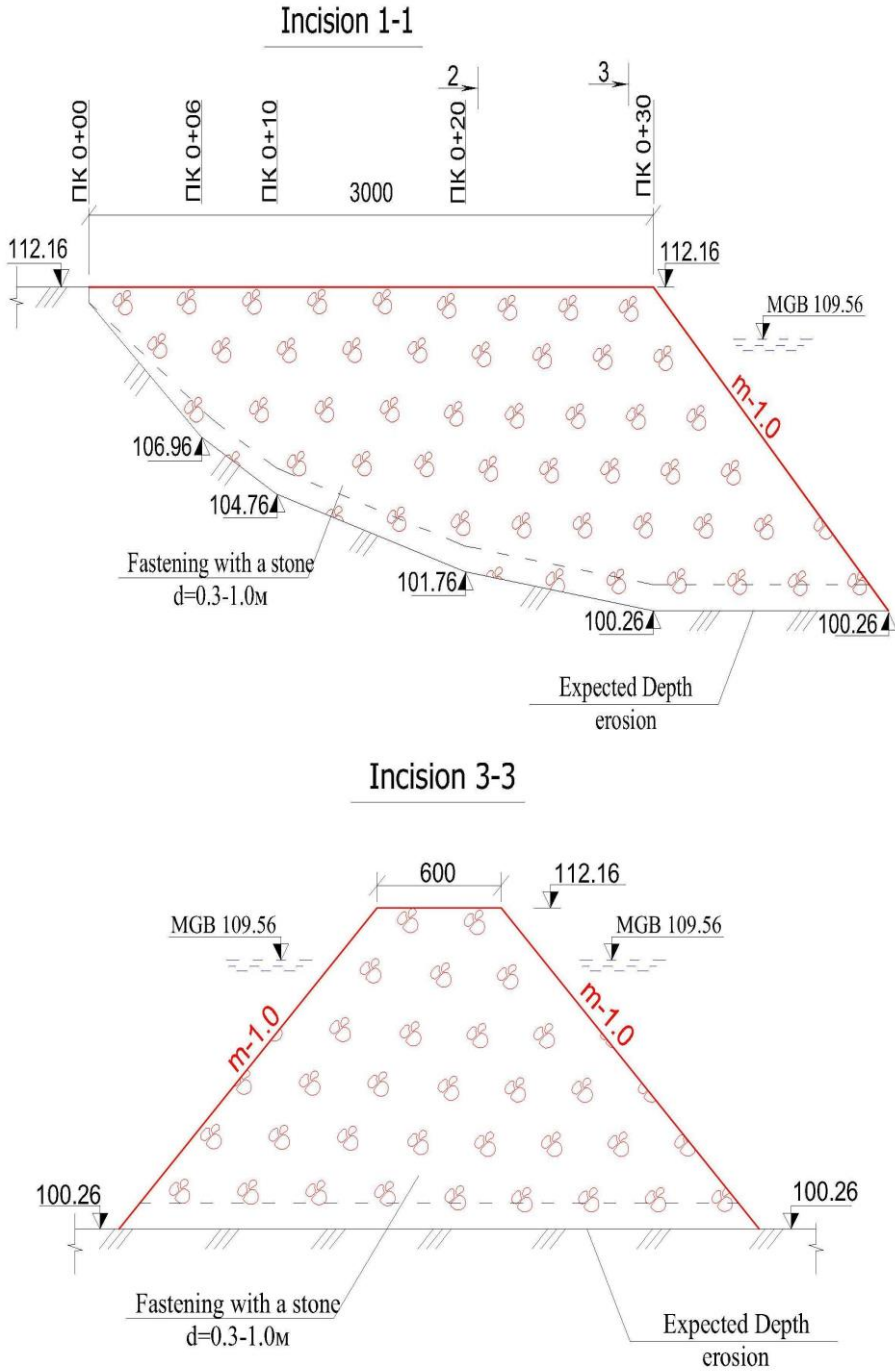 Incision 1-1
2
3
ПК 0+00
ПК 0+06
ПК 0+10
ПК 0+20
ПК 0+30
3000
112.16
112.16
MGB 109.56
m-1.0
106.96
104.76
Fastening with a stone
d=0.3-1.0м
101.76
100.26
100.26
Expected Depth
erosion
Incision 3-3
600
112.16
MGB 109.56
MGB 109.56
m-1.0
m-1.0
100.26
100.26
Fastening with a stone
d=0.3-1.0м
Expected Depth
erosion